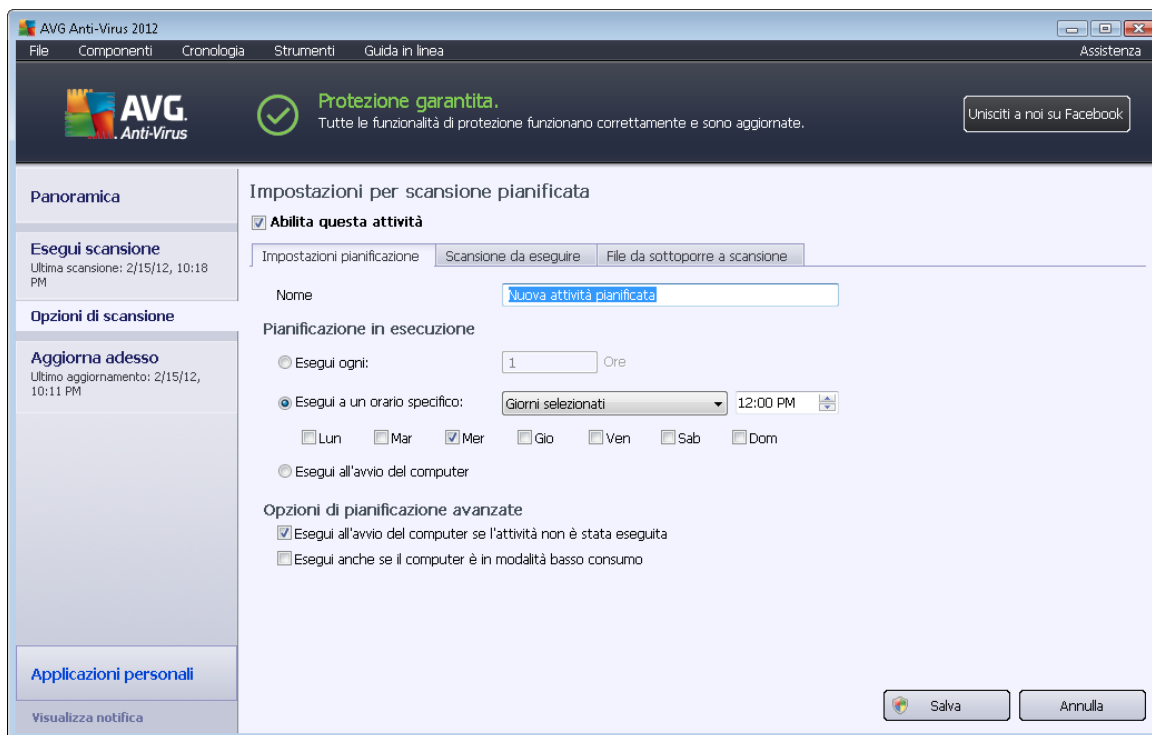 AVG Anti-Virus 2012
File Componenti Cronologia Strumenti Guida in linea Assistenza
AVG.
Anti-Virus
Protezione garantita.
Tutte le funzionalità di protezione funzionano correttamente e sono aggiornate.
Unisciti a noi su Facebook
Panoramica
Esegui scansione
Ultima scansione: 2/15/12, 10:18
PM
Opzioni di scansione
Aggiorna adesso
Ultimo aggiornamento: 2/15/12,
10:11 PM
Applicazioni personali
Visualizza notifica
Impostazioni per scansione pianificata
Abilita questa attività
Impostazioni pianificazione Scansione da eseguire File da sottoporre a scansione
Nome Nuova attività pianificata
Pianificazione in esecuzione
Esegui ogni: 1 Ore
Esegui a un orario specifico: Giorni selezionati 12:00 PM
Lun Mar Mer Gio Ven Sab Dom
Esegui all'avvio del computer
Opzioni di pianificazione avanzate
Esegui all'avvio del computer se l'attività non è stata eseguita
Esegui anche se il computer è in modalità basso consumo
Salva Annulla